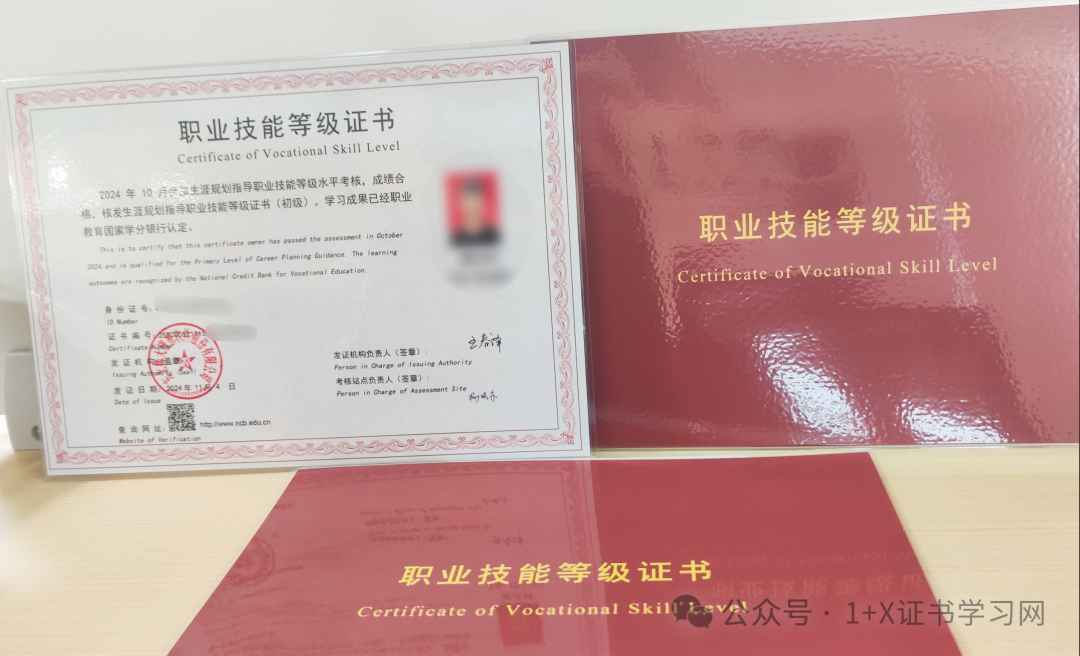 职业技能等级证书
Certificate of Vocational Skill Level
2024 年 10 月 生涯规划指导职业技能等级水平考核，成绩合
格，核发生涯规划指导职业技能等级证书（初级）。学习成果已经职业
教育国家学分银行认定。
This is to certify that this certificate owner has passed the assessment in October
2024 and is qualified for the Primary Level of Career Planning Guidance. The learning
outcomes are recognized by the National Credit Bank for Vocational Education.
身 份 证 号：
ID Number
证 书 编 号：
Certificate
发 证 机
Issuing
发 证 日 期：2024 年 11 月 4 日
Date of Issue
查 询 网 址：
http://www.ncb.edu.cn
Website of Verification
发证机构负责人（签章）：
Person in Charge of Issuing Authority
考核站点负责人（签章）：
Person in Charge of Assessment Site
职业技能等级证书
Certificate of Vocational Skill Level
职业技能等级证书
Certificate of Vocational Skill Level
公众号 · 1+X证书学习网